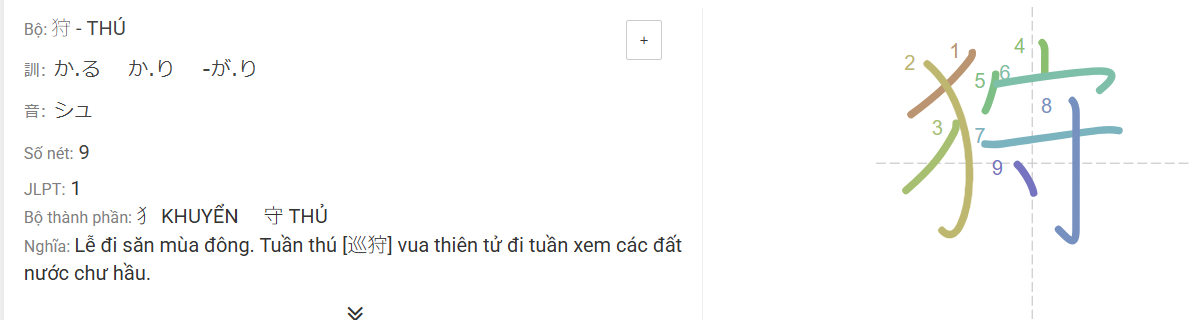 Bộ: 狩 - THÚ
+
訓: か.る か.り -が.り
音: シュ
Số nét: 9
JLPT: 1
Bộ thành phần: 犭 KHUYỂN 守 THỦ
Nghĩa: Lễ đi săn mùa đông. Tuần thú [巡狩] vua thiên tử đi tuần xem các đất
nước chư hầu.
狩
1
2
3
4
5
6
7
8
9